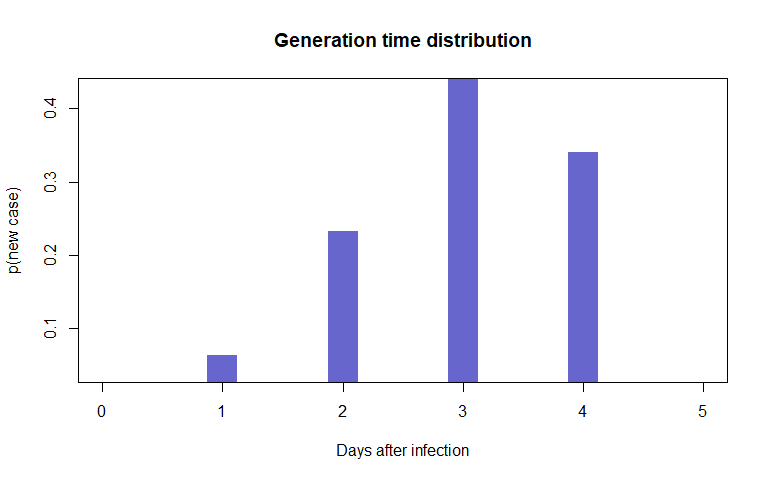 Generation time distribution
p(new case)
0.4
0.3
0.2
0.1
0 1 2 3 4 5
Days after infection